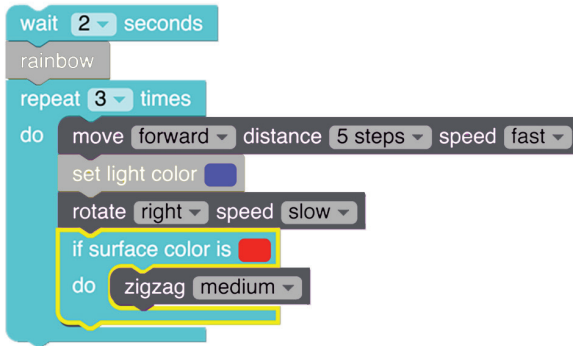 wait 2 seconds
rainbow
repeat 3 times
do move forward distance 5 steps speed fast
set light color
rotate right speed slow
if surface color is
do zigzag medium